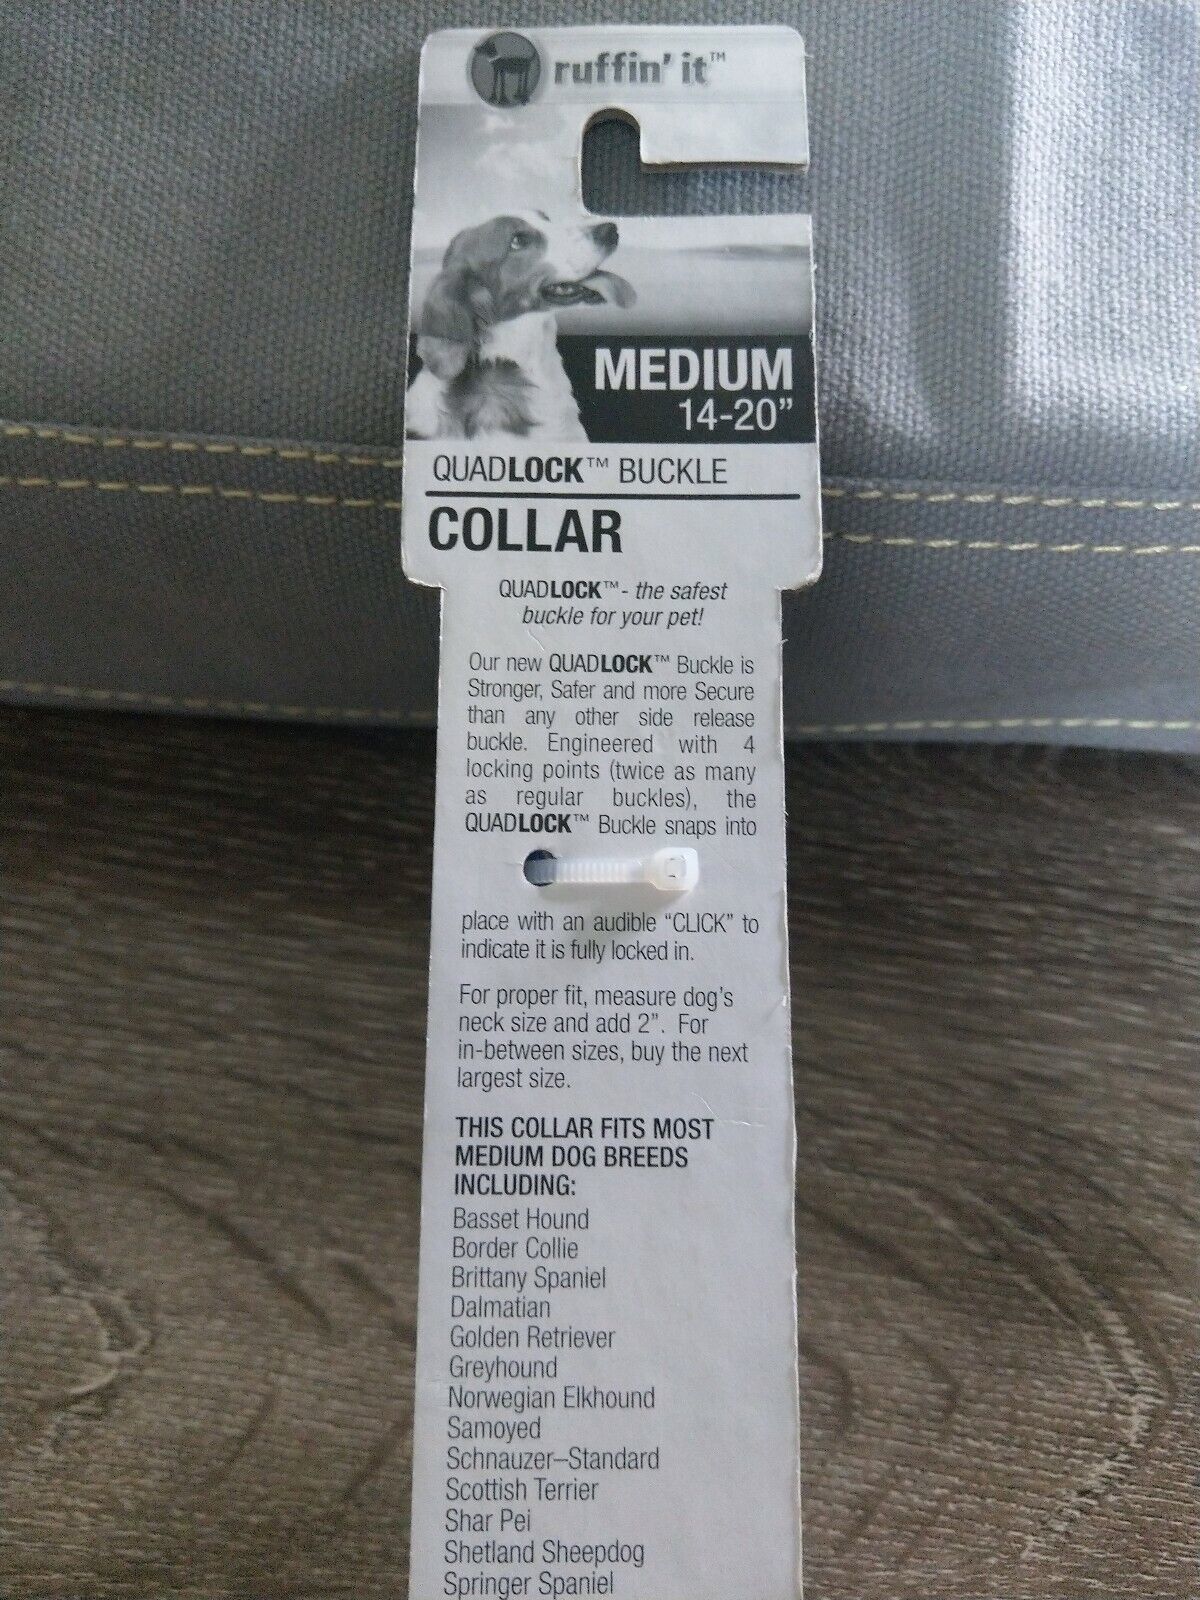 ruffin' it™
MEDIUM
14-20”
QUADLOCK™ BUCKLE
COLLAR
QUADLOCK™- the safest
buckle for your pet!
Our new QUADLOCK™ Buckle is
Stronger, Safer and more Secure
than any other side release
buckle. Engineered with 4
locking points (twice as many
as regular buckles), the
QUADLOCK™ Buckle snaps into
place with an audible “CLICK” to
indicate it is fully locked in.
For proper fit, measure dog's
neck size and add 2”. For
in-between sizes, buy the next
largest size.
THIS COLLAR FITS MOST
MEDIUM DOG BREEDS
INCLUDING:
Basset Hound
Border Collie
Brittany Spaniel
Dalmatian
Golden Retriever
Greyhound
Norwegian Elkhound
Samoyed
Schnauzer–Standard
Scottish Terrier
Shar Pei
Shetland Sheepdog
Springer Spaniel